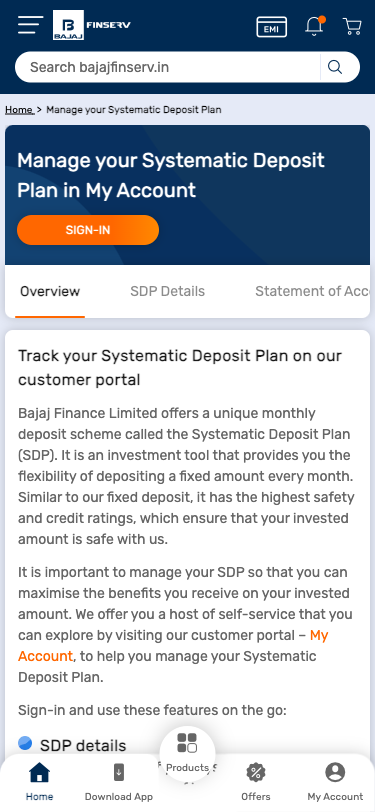 B
BAJAJ
FINSERV
EMI
Search bajajfinserv.in
Home > Manage your Systematic Deposit Plan
Manage your Systematic Deposit
Plan in My Account
SIGN-IN
Overview SDP Details Statement of Acc
Track your Systematic Deposit Plan on our
customer portal
Bajaj Finance Limited offers a unique monthly
deposit scheme called the Systematic Deposit Plan
(SDP). It is an investment tool that provides you the
flexibility of depositing a fixed amount every month.
Similar to our fixed deposit, it has the highest safety
and credit ratings, which ensure that your invested
amount is safe with us.
It is important to manage your SDP so that you can
maximise the benefits you receive on your invested
amount. We offer you a host of self-service that you
can explore by visiting our customer portal – My
Account, to help you manage your Systematic
Deposit Plan.
Sign-in and use these features on the go:
SDP details
Home Download App Products Offers My Account